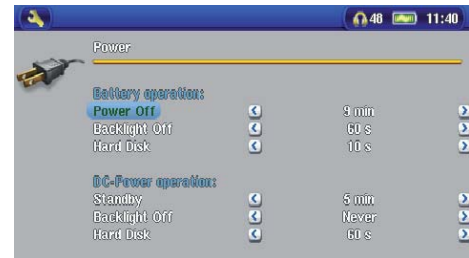 48 11:40
Power
Battery operation:
Power Off 9 min
Backlight Off 60 s
Hard Disk 10 s
DC-Power operation:
Standby 5 min
Backlight Off Never
Hard Disk 60 s